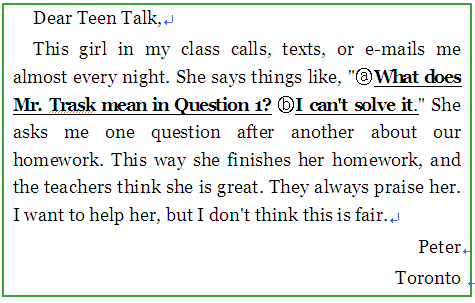 Dear Teen Talk,
This girl in my class calls, texts, or e-mails me
almost every night. She says things like, "ⓐWhat does
Mr. Trask mean in Question 1? ⓑI can't solve it." She
asks me one question after another about our
homework. This way she finishes her homework, and
the teachers think she is great. They always praise her.
I want to help her, but I don't think this is fair.
Peter
Toronto